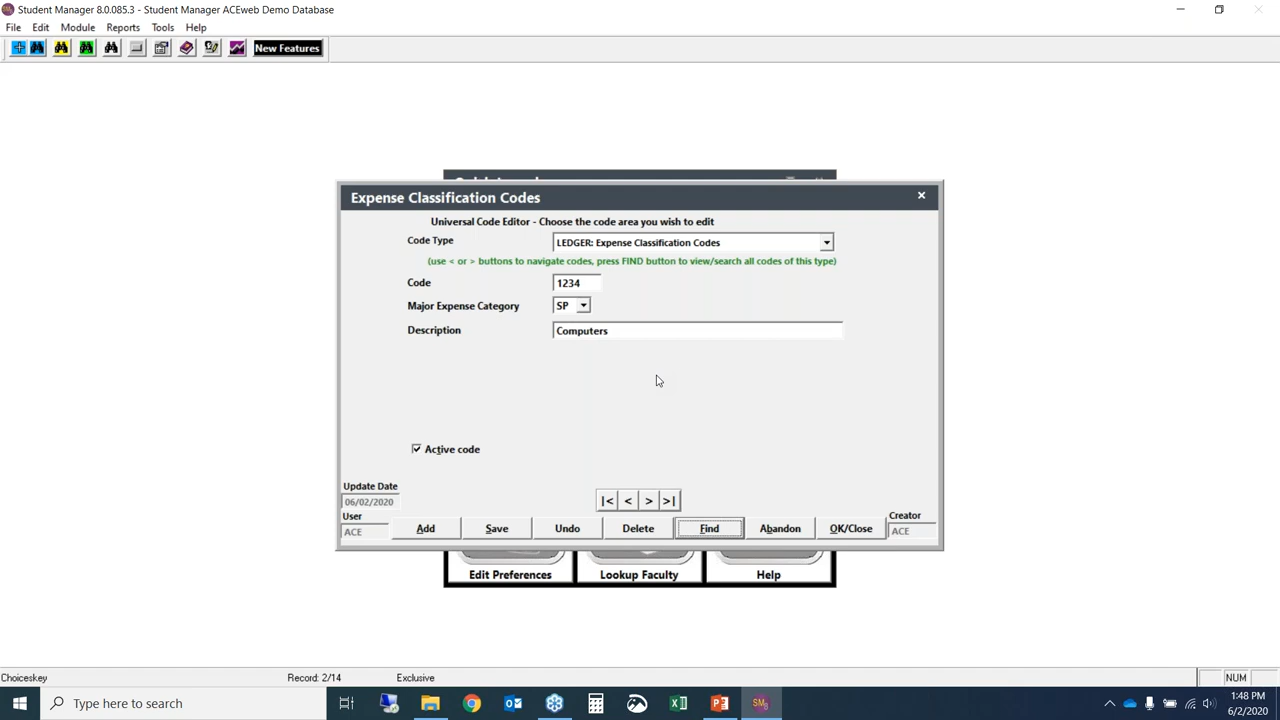 Student Manager 8.0.085.3 - Student Manager ACEweb Demo Database
File Edit Module Reports Tools Help
New Features
Expense Classification Codes
Universal Code Editor - Choose the code area you wish to edit
Code Type LEDGER: Expense Classification Codes
(use < or > buttons to navigate codes, press FIND button to view/search all codes of this type)
Code 1234
Major Expense Category SP
Description Computers
Active code
Update Date
06/02/2020
|< < > >|
User
ACE
Add Save Undo Delete Find Abandon OK/Close
Creator
ACE
Edit Preferences Lookup Faculty Help
Choiceskey Record: 2/14 Exclusive NUM
Type here to search
1:48 PM
6/2/2020